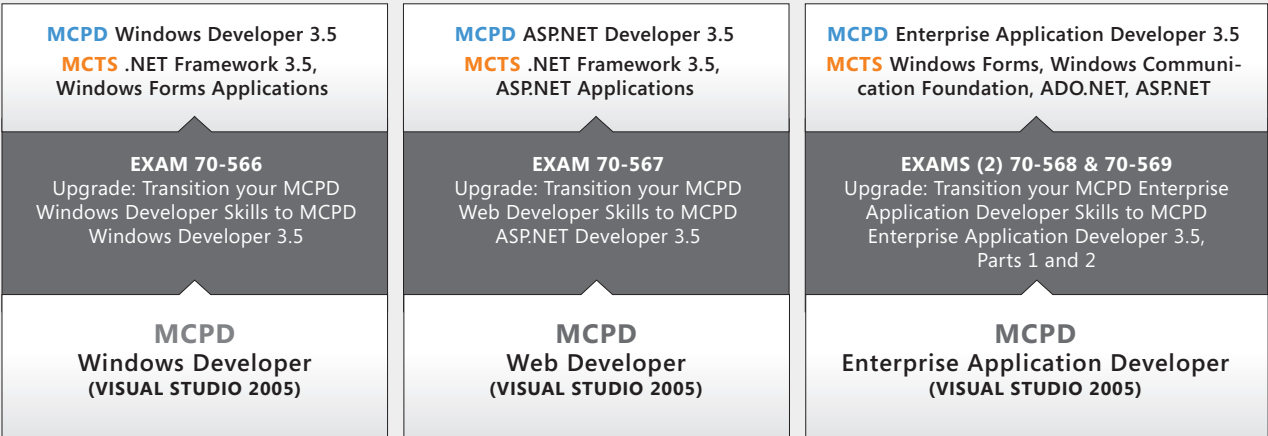 MCPD Windows Developer 3.5
MCTS .NET Framework 3.5,
Windows Forms Applications
EXAM 70-566
Upgrade: Transition your MCPD
Windows Developer Skills to MCPD
Windows Developer 3.5
MCPD
Windows Developer
(VISUAL STUDIO 2005)
MCPD ASP.NET Developer 3.5
MCTS .NET Framework 3.5,
ASP.NET Applications
EXAM 70-567
Upgrade: Transition your MCPD
Web Developer Skills to MCPD
ASP.NET Developer 3.5
MCPD
Web Developer
(VISUAL STUDIO 2005)
MCPD Enterprise Application Developer 3.5
MCTS Windows Forms, Windows Communi-
cation Foundation, ADO.NET, ASP.NET
EXAMS (2) 70-568 & 70-569
Upgrade: Transition your MCPD Enterprise
Application Developer Skills to MCPD
Enterprise Application Developer 3.5,
Parts 1 and 2
MCPD
Enterprise Application Developer
(VISUAL STUDIO 2005)